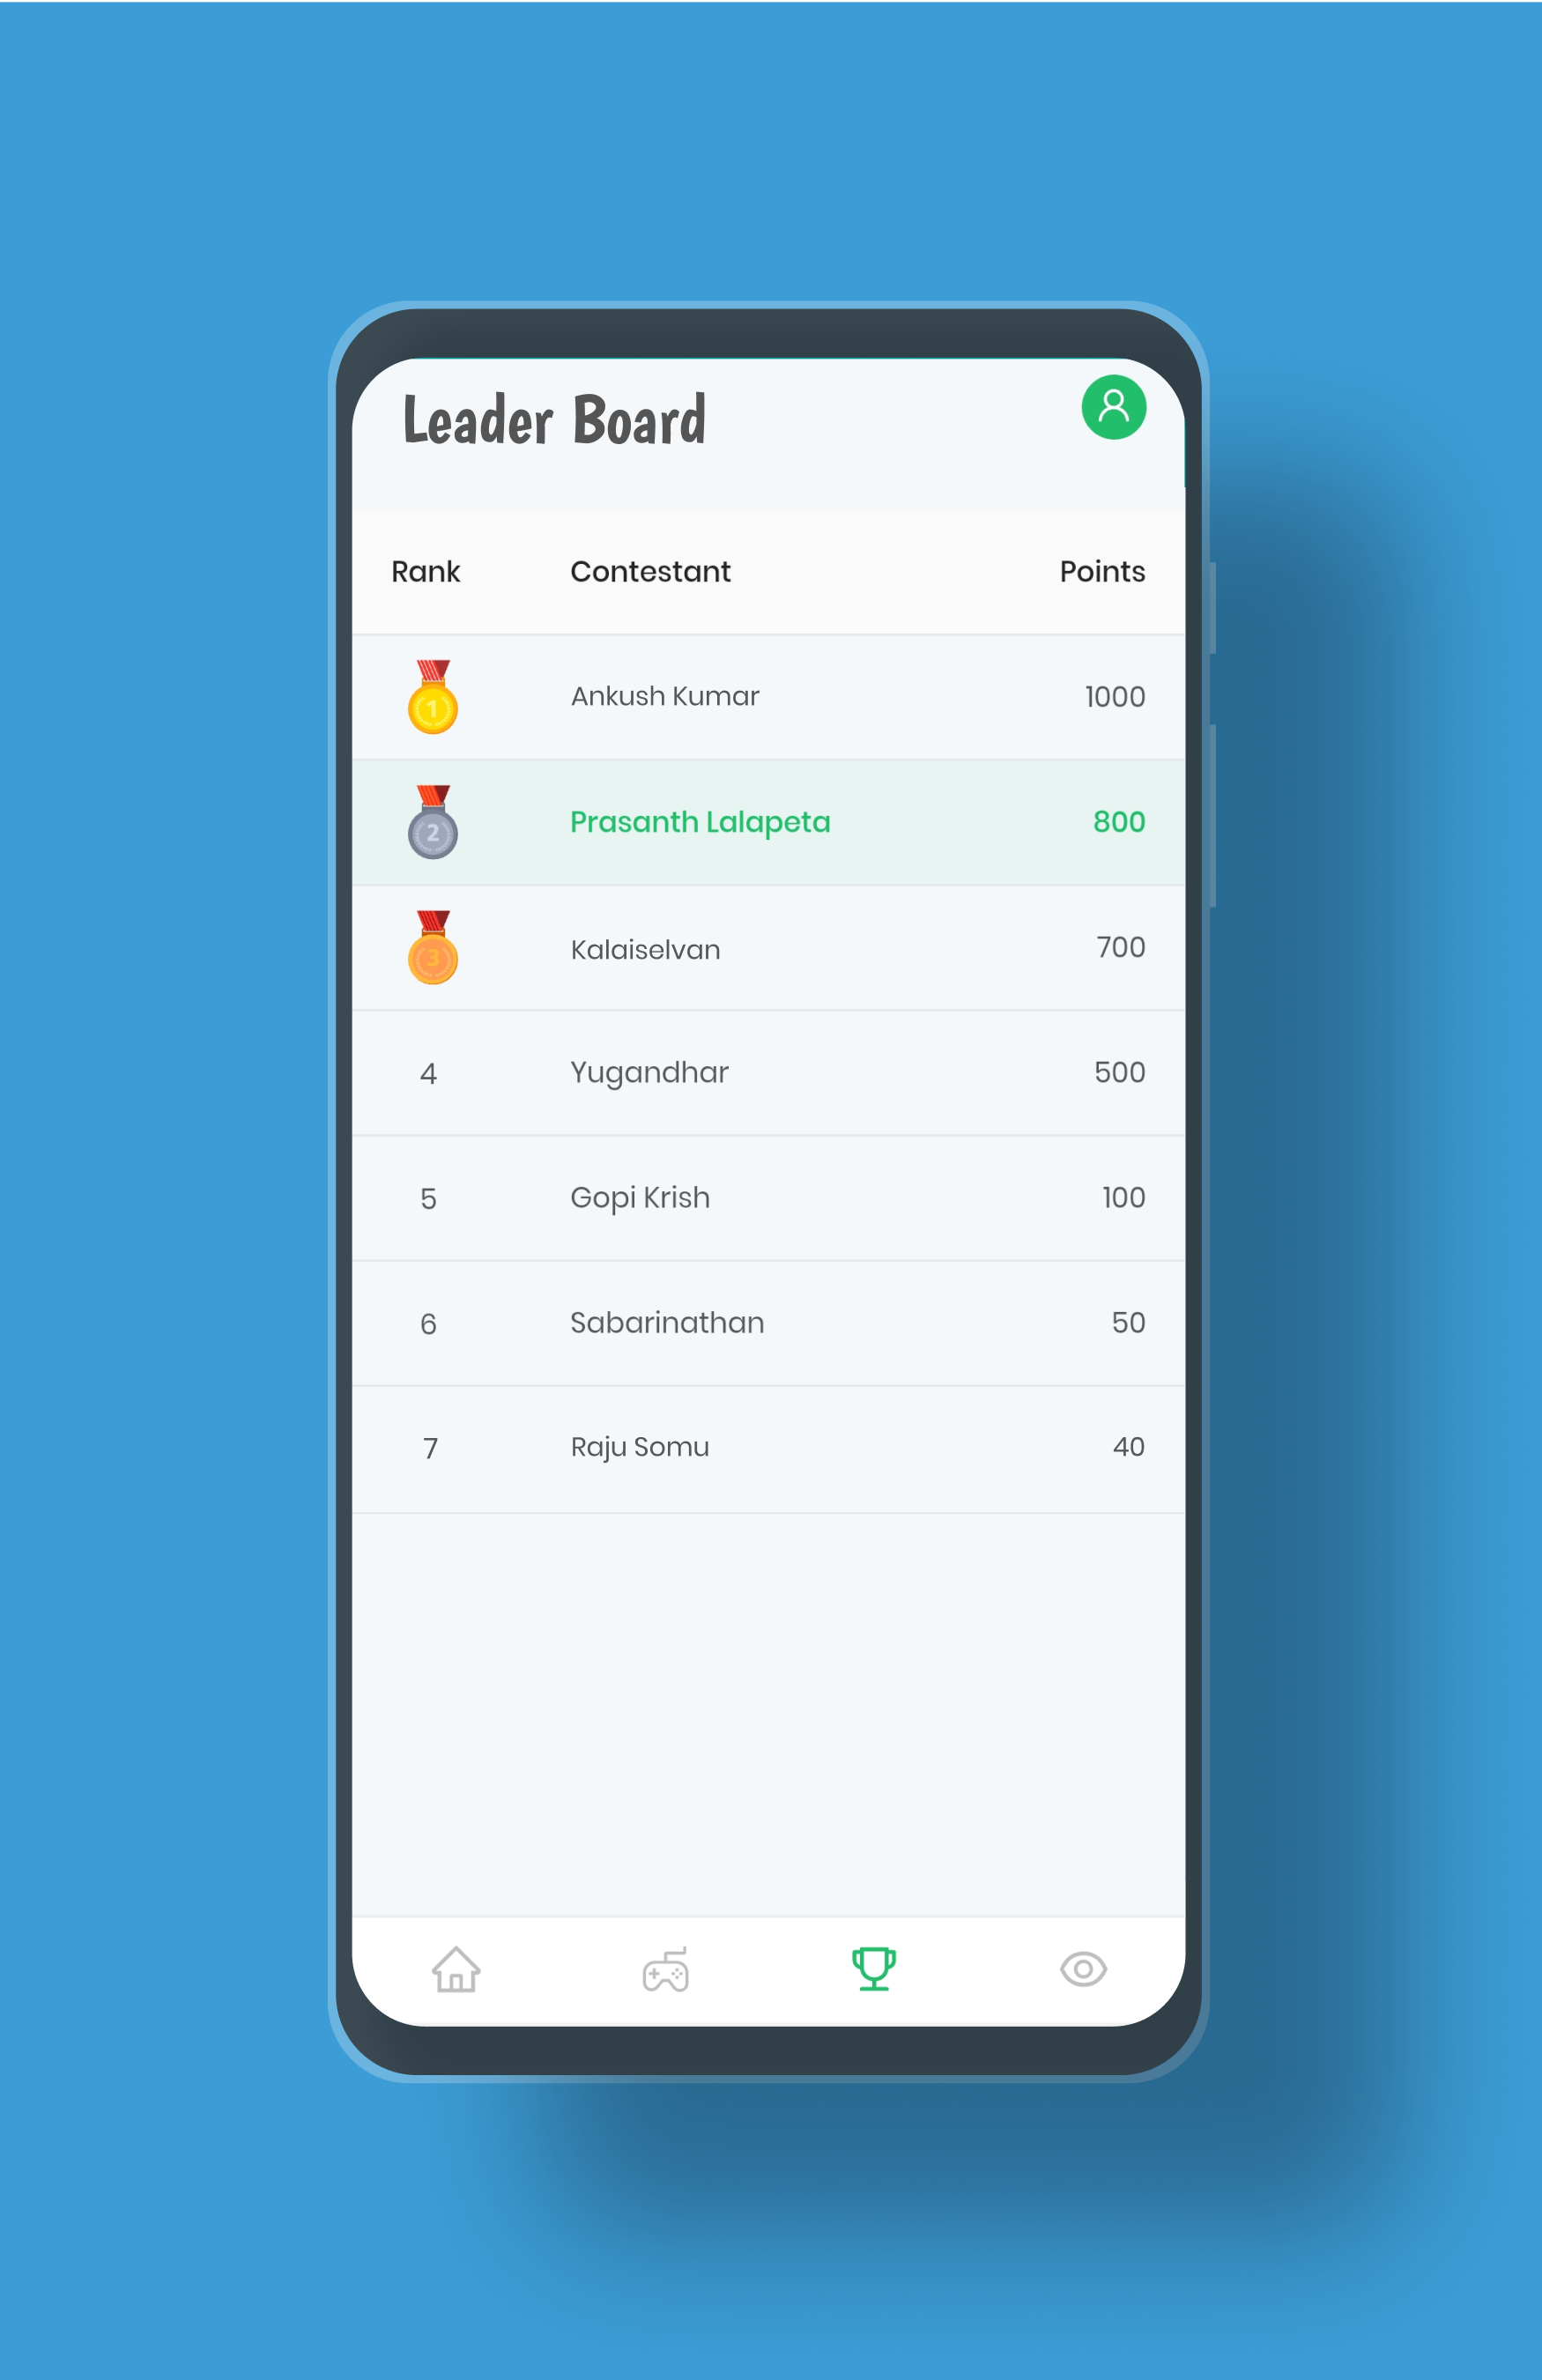 Leader Board
Rank Contestant Points
1 Ankush Kumar 1000
2 Prasanth Lalapeta 800
3 Kalaiselvan 700
4 Yugandhar 500
5 Gopi Krish 100
6 Sabarinathan 50
7 Raju Somu 40